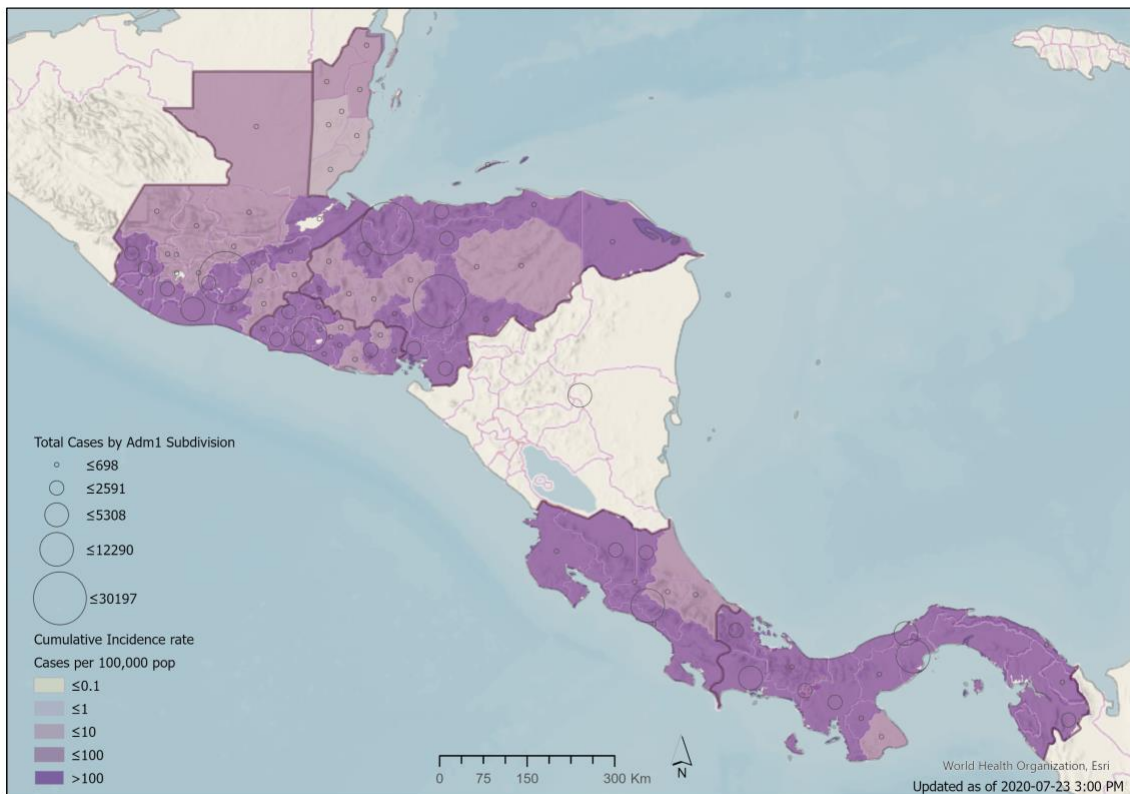 Total Cases by Adm1 Subdivision
≤698
≤2591
≤5308
≤12290
≤30197
Cumulative Incidence rate
Cases per 100,000 pop
≤0.1
≤1
≤10
≤100
>100
0 75 150 300 Km
N
World Health Organization, Esri
Updated as of 2020-07-23 3:00 PM